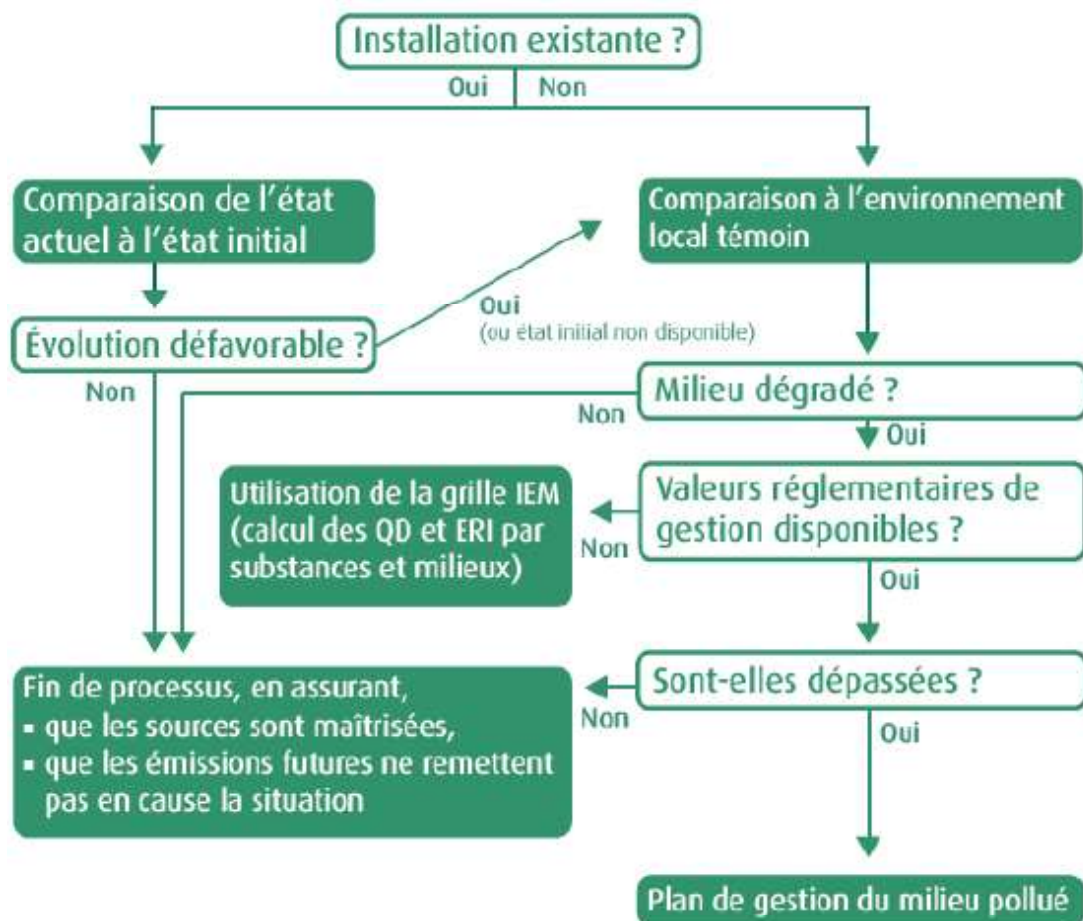 Installation existante ?
Oui
Non
Comparaison de l'état
actuel à l'état initial
Comparaison à l'environnement
local témoin
Oui
(ou état initial non disponible)
Évolution défavorable ?
Non
Milieu dégradé ?
Non
Oui
Utilisation de la grille IEM
(calcul des QD et ERI par
substances et milieux)
Valeurs réglementaires de
gestion disponibles ?
Non
Oui
Fin de processus, en assurant,
▪ que les sources sont maîtrisées,
▪ que les émissions futures ne remettent
pas en cause la situation
Sont-elles dépassées ?
Non
Oui
Plan de gestion du milieu pollué